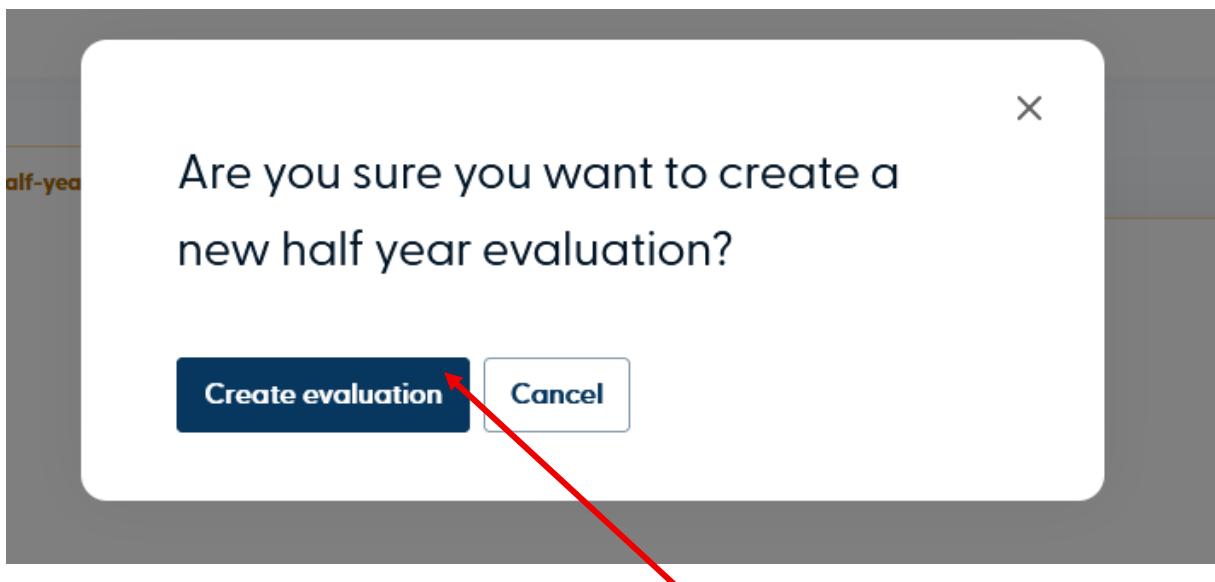 alf-yea
Are you sure you want to create a
new half year evaluation?
Create evaluation Cancel